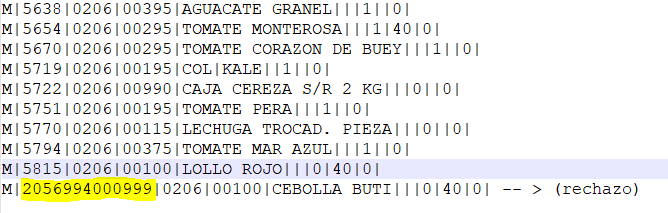 M|5638|0206|00395|AGUACATE GRANEL|||1||0|
M|5654|0206|00295|TOMATE MONTEROSA|||1|40|0|
M|5670|0206|00295|TOMATE CORAZON DE BUEY|||1||0|
M|5719|0206|00195|COL|KALE||1||0|
M|5722|0206|00990|CAJA CEREZA S/R 2 KG|||0||0|
M|5751|0206|00195|TOMATE PERA|||1||0|
M|5770|0206|00115|LECHUGA TROCAD. PIEZA|||0||0|
M|5794|0206|00375|TOMATE MAR AZUL|||1||0|
M|5815|0206|00100|LOLLO ROJO|||0|40|0|
M|2056994000999|0206|00100|CEBOLLA BUTI|||0|40|0| -- > (rechazo)